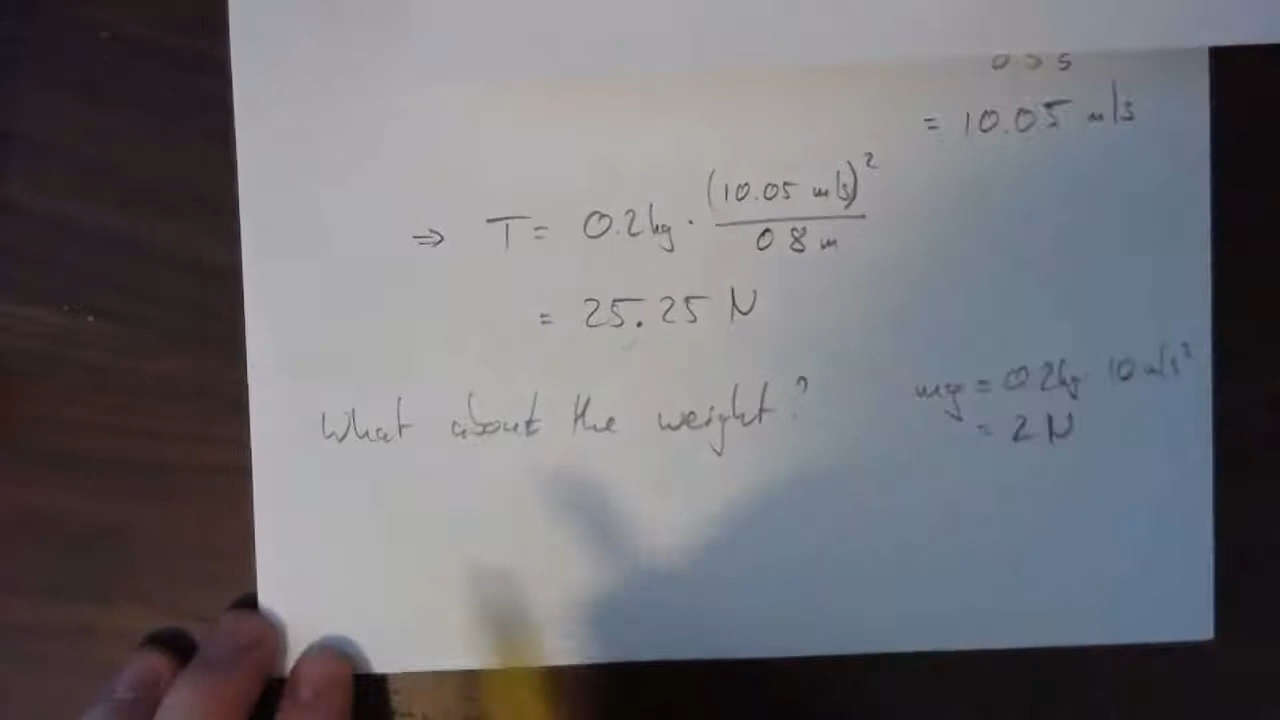 = 10.05 m/s
⇒ T = 0.2kg · (10.05 m/s)² / 0.8 m
= 25.25 N
What about the weight?
mg = 0.2kg 10 m/s²
= 2 N